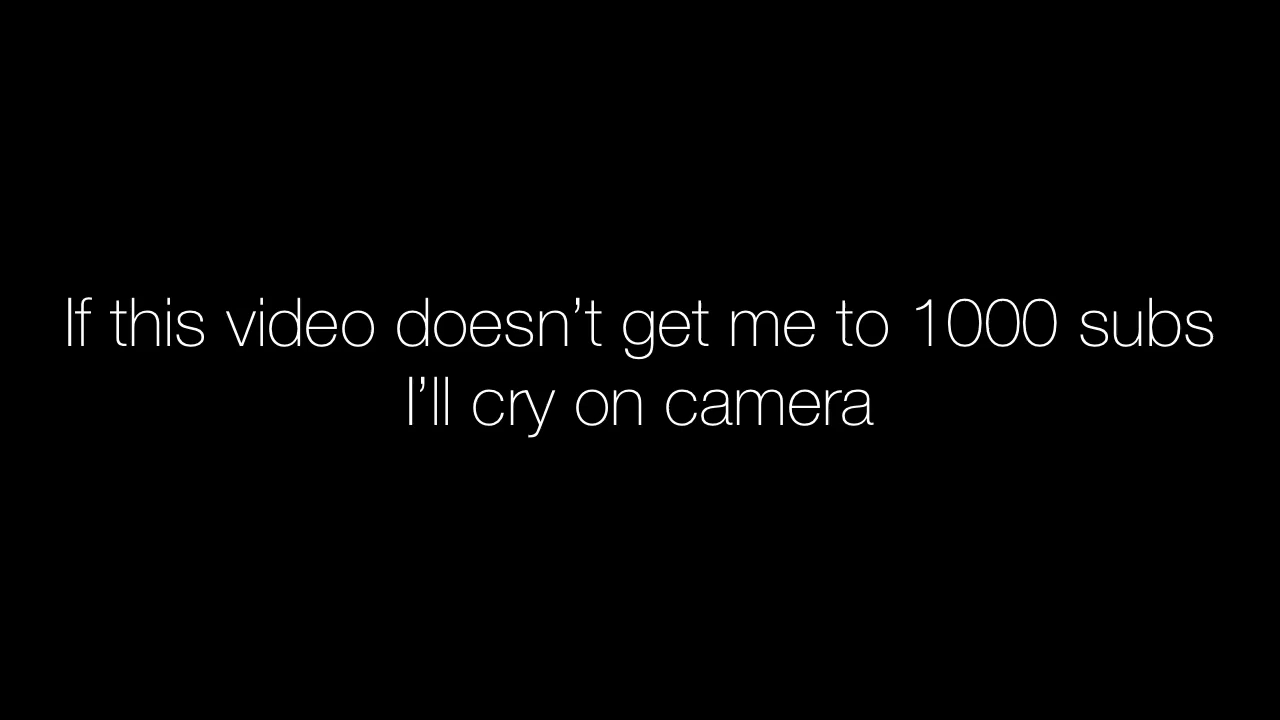 If this video doesn’t get me to 1000 subs
I’ll cry on camera